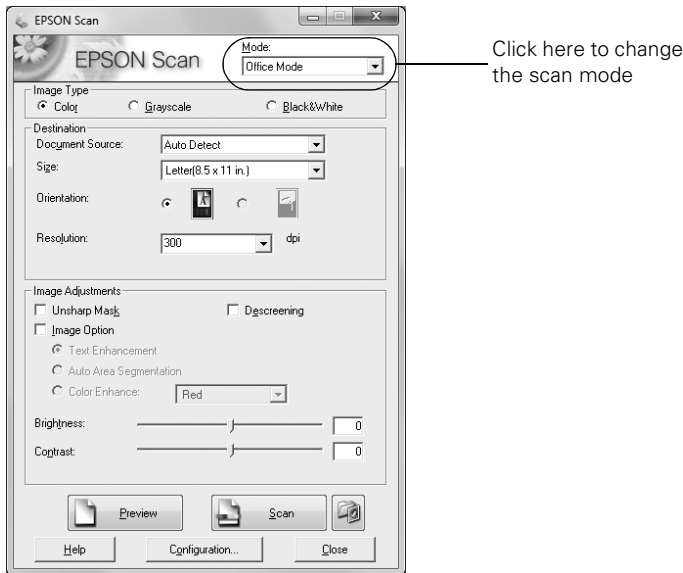 EPSON Scan
EPSON Scan
Mode:
Office Mode
Click here to change
the scan mode
Image Type
Color Grayscale Black&White
Destination
Document Source: Auto Detect
Size: Letter(8.5 x 11 in.)
Orientation:
Resolution: 300 dpi
Image Adjustments
Unsharp Mask Descreening
Image Option
Text Enhancement
Auto Area Segmentation
Color Enhance: Red
Brightness: 0
Contrast: 0
Preview Scan
Help Configuration... Close